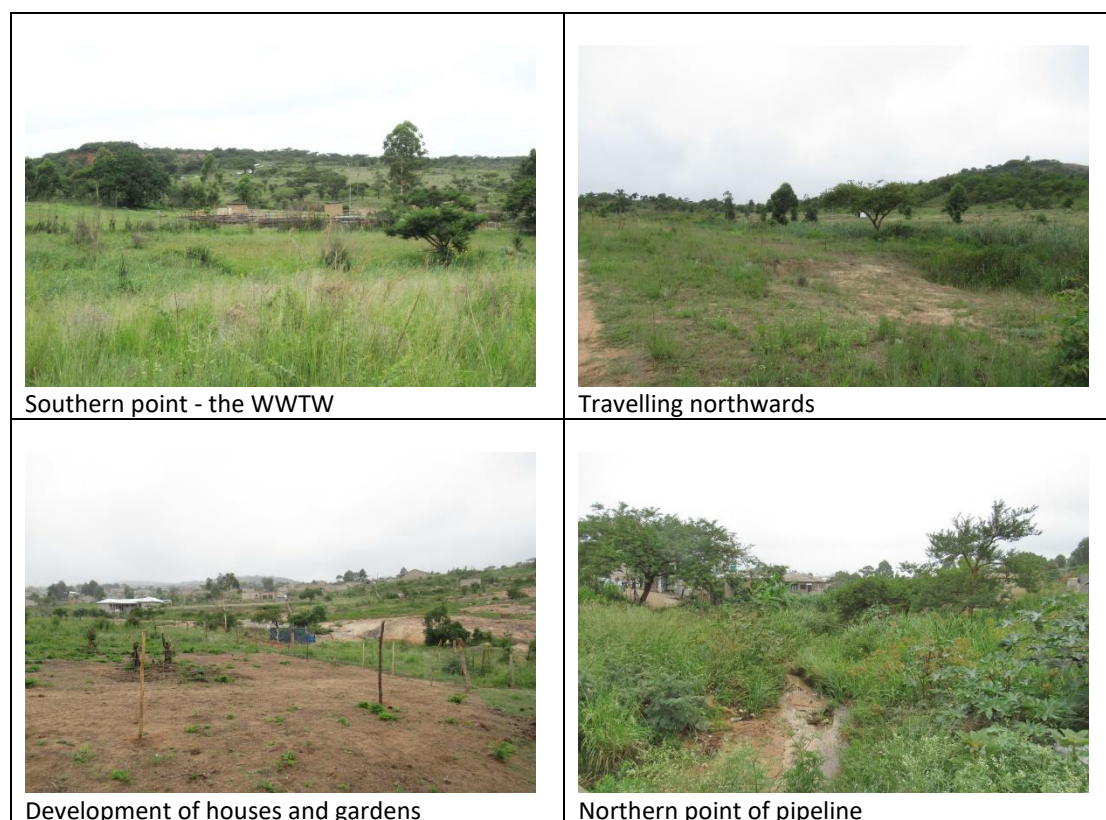 Southern point - the WWTW
Travelling northwards
Development of houses and gardens
Northern point of pipeline